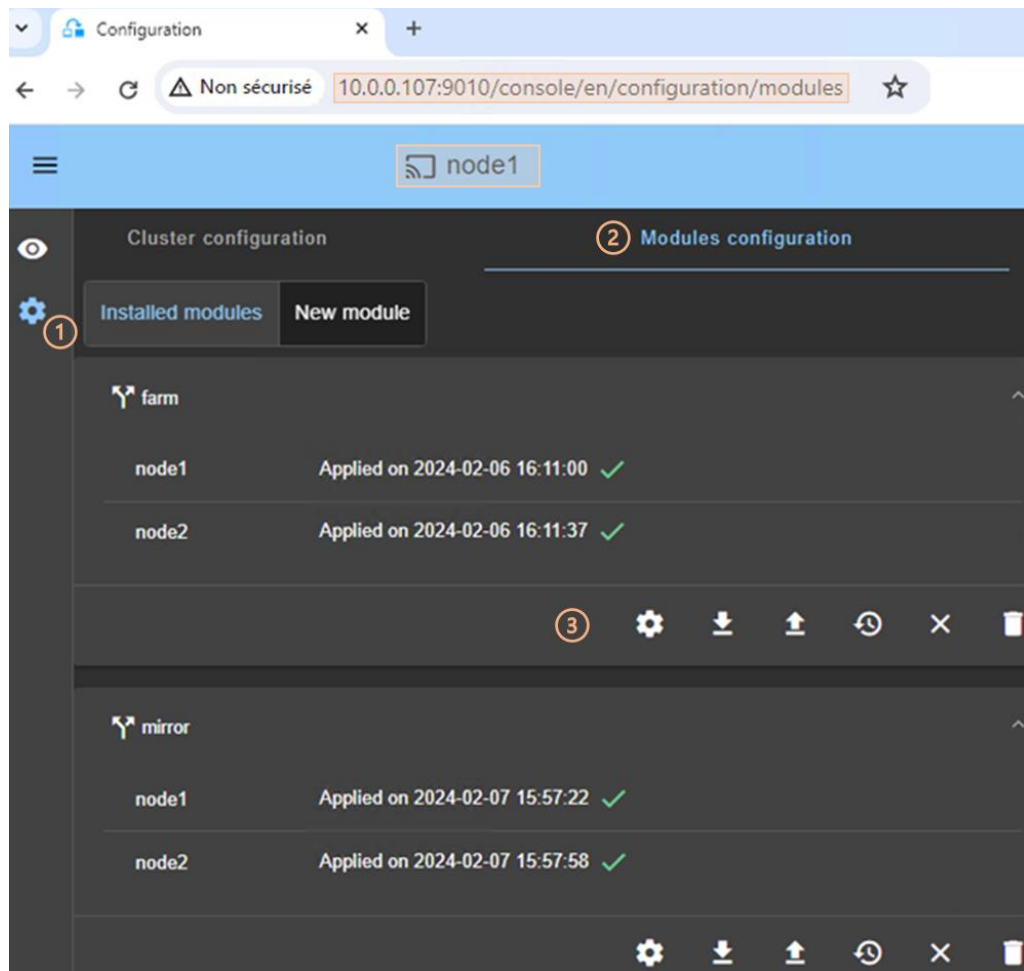 Configuration
Non sécurisé 10.0.0.107:9010/console/en/configuration/modules
node1
Cluster configuration 2 Modules configuration
1 Installed modules New module
farm
node1 Applied on 2024-02-06 16:11:00
node2 Applied on 2024-02-06 16:11:37
3
mirror
node1 Applied on 2024-02-07 15:57:22
node2 Applied on 2024-02-07 15:57:58